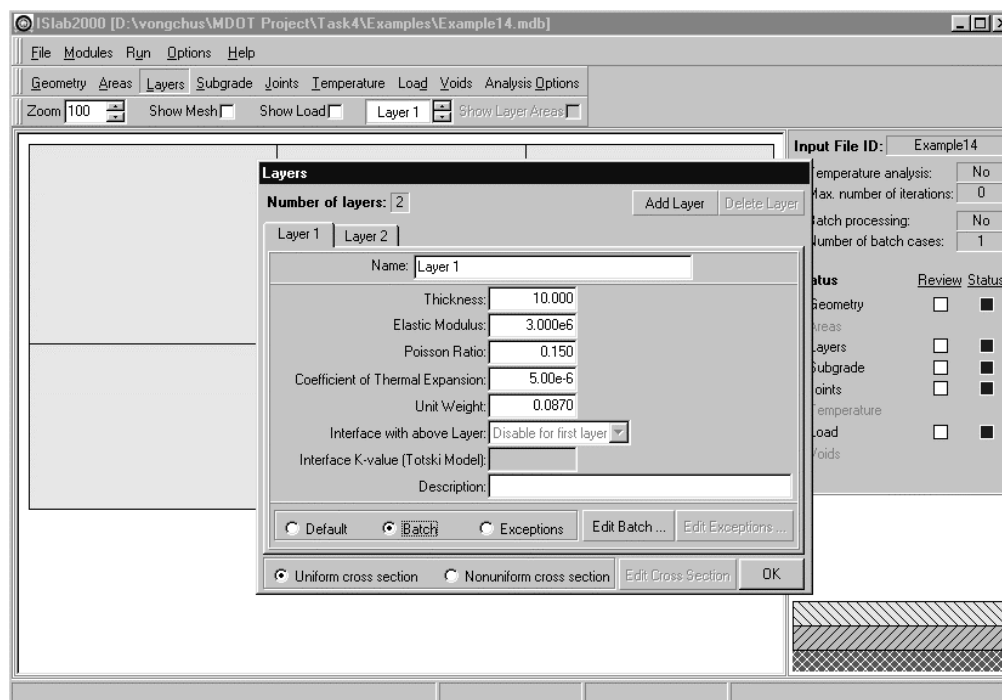 ISlab2000 [D:\vongchus\MDOT Project\Task4\Examples\Example14.mdb]
File Modules Run Options Help
Geometry Areas Layers Subgrade Joints Temperature Load Voids Analysis Options
Zoom 100 Show Mesh Show Load Layer 1 Show Layer Areas
Input File ID: Example14
Temperature analysis: No
Max. number of iterations: 0
Batch processing: No
Number of batch cases: 1
Status Review Status
Geometry
Areas
Layers
Subgrade
Joints
Temperature
Load
Voids
Layers
Number of layers: 2 Add Layer Delete Layer
Layer 1 Layer 2
Name: Layer 1
Thickness: 10.000
Elastic Modulus: 3.000e6
Poisson Ratio: 0.150
Coefficient of Thermal Expansion: 5.00e-6
Unit Weight: 0.0870
Interface with above Layer: Disable for first layer
Interface K-value (Totski Model):
Description:
Default Batch Exceptions Edit Batch ... Edit Exceptions ...
Uniform cross section Nonuniform cross section Edit Cross Section OK